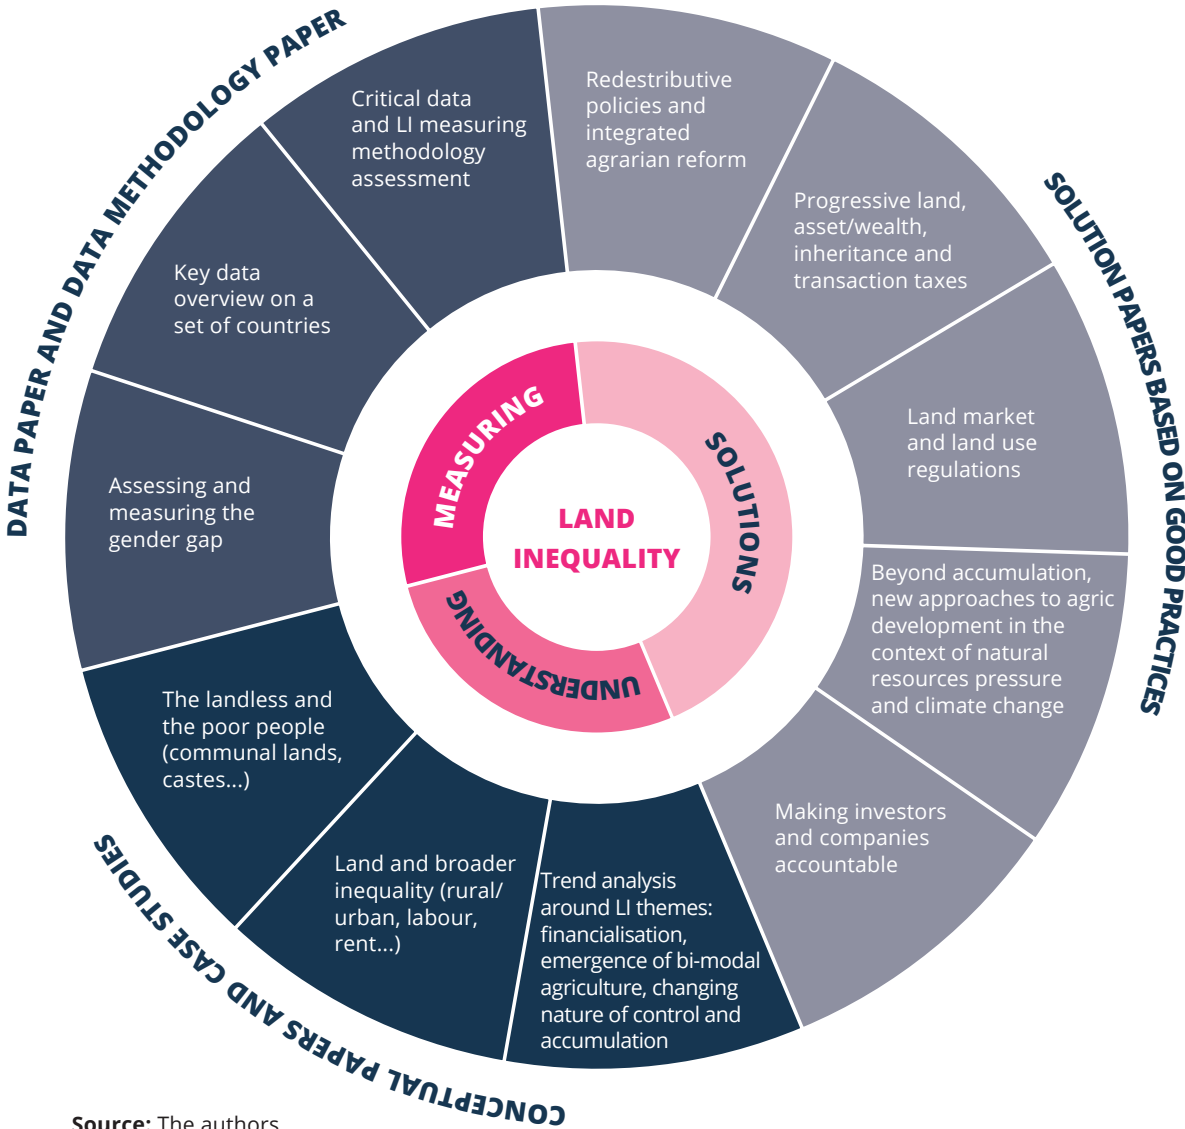 DATA PAPER AND DATA METHODOLOGY PAPER
Critical data
and LI measuring
methodology
assessment
Key data
overview on a
set of countries
Assessing and
measuring the
gender gap
SOLUTION PAPERS BASED ON GOOD PRACTICES
Redestributive
policies and
integrated
agrarian reform
Progressive land,
asset/wealth,
inheritance and
transaction taxes
Land market
and land use
regulations
Beyond accumulation,
new approaches to agric
development in the
context of natural
resources pressure
and climate change
Making investors
and companies
accountable
CONCEPTUAL PAPERS AND CASE STUDIES
The landless and
the poor people
(communal lands,
castes...)
Land and broader
inequality (rural/
urban, labour,
rent...)
Trend analysis
around LI themes:
financialisation,
emergence of bi-modal
agriculture, changing
nature of control and
accumulation
MEASURING
SOLUTIONS
UNDERSTANDING
LAND
INEQUALITY
Source: The authors